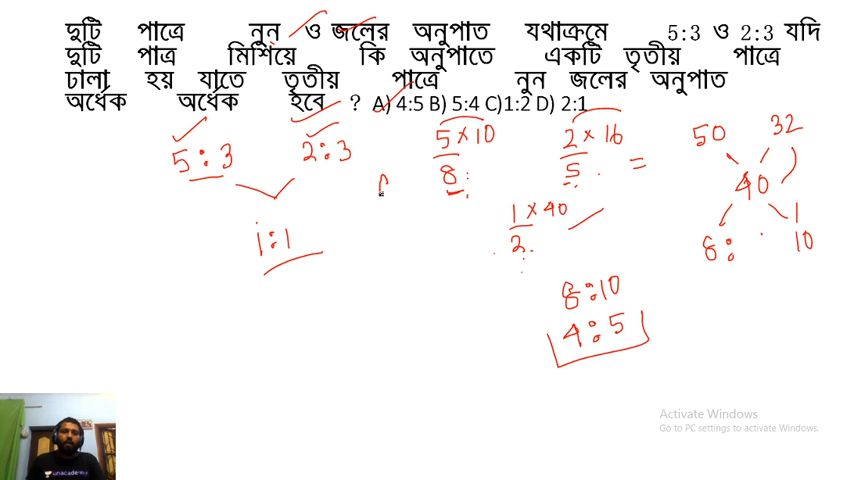 দুটি পাত্রে নুন ও জলের অনুপাত যথাক্রমে 5:3 ও 2:3 যদি
দুটি পাত্র মিশিয়ে কি অনুপাতে একটি তৃতীয় পাত্রে
ঢালা হয় যাতে তৃতীয় পাত্রে নুন জলের অনুপাত
অর্ধেক অর্ধেক হবে ? A) 4:5 B) 5:4 C)1:2 D) 2:1
5:3 2:3
1:1
5 × 10
8
2 × 16
5
=
1 × 40
2
50 32
40
8: 10
8:10
4:5
unacademy
Activate Windows
Go to PC settings to activate Windows.